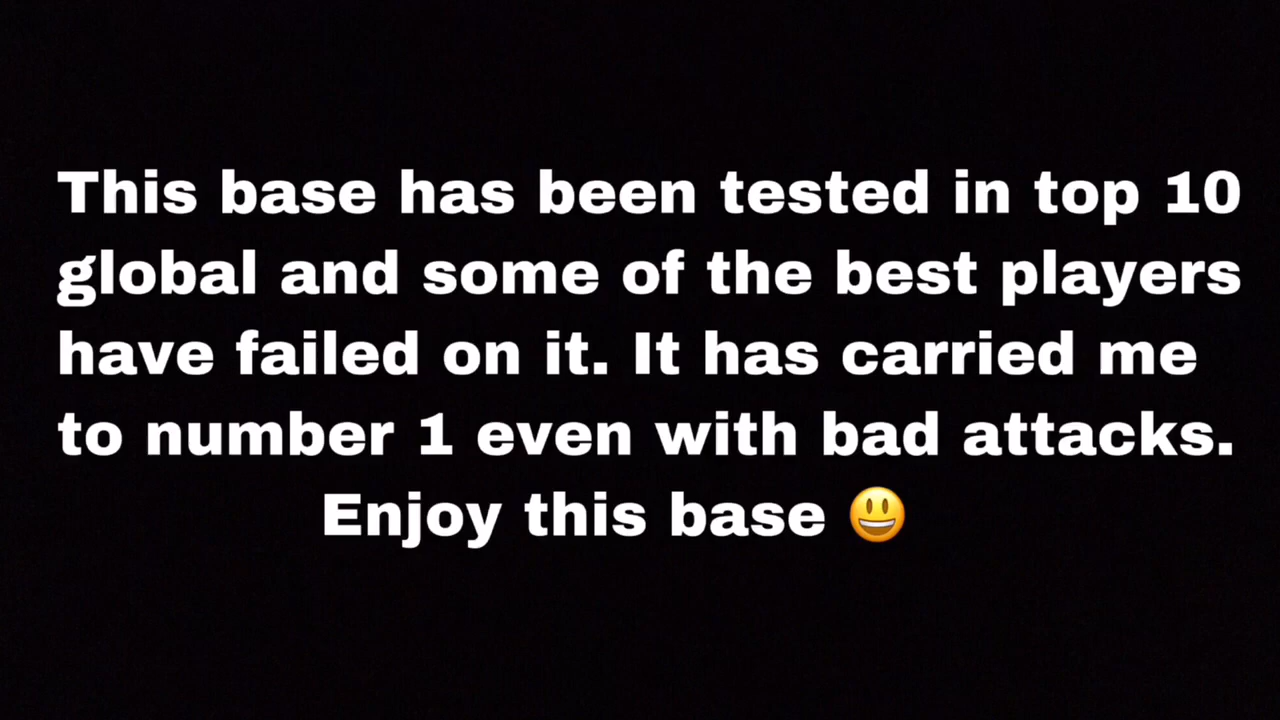 This base has been tested in top 10
global and some of the best players
have failed on it. It has carried me
to number 1 even with bad attacks.
Enjoy this base 😃